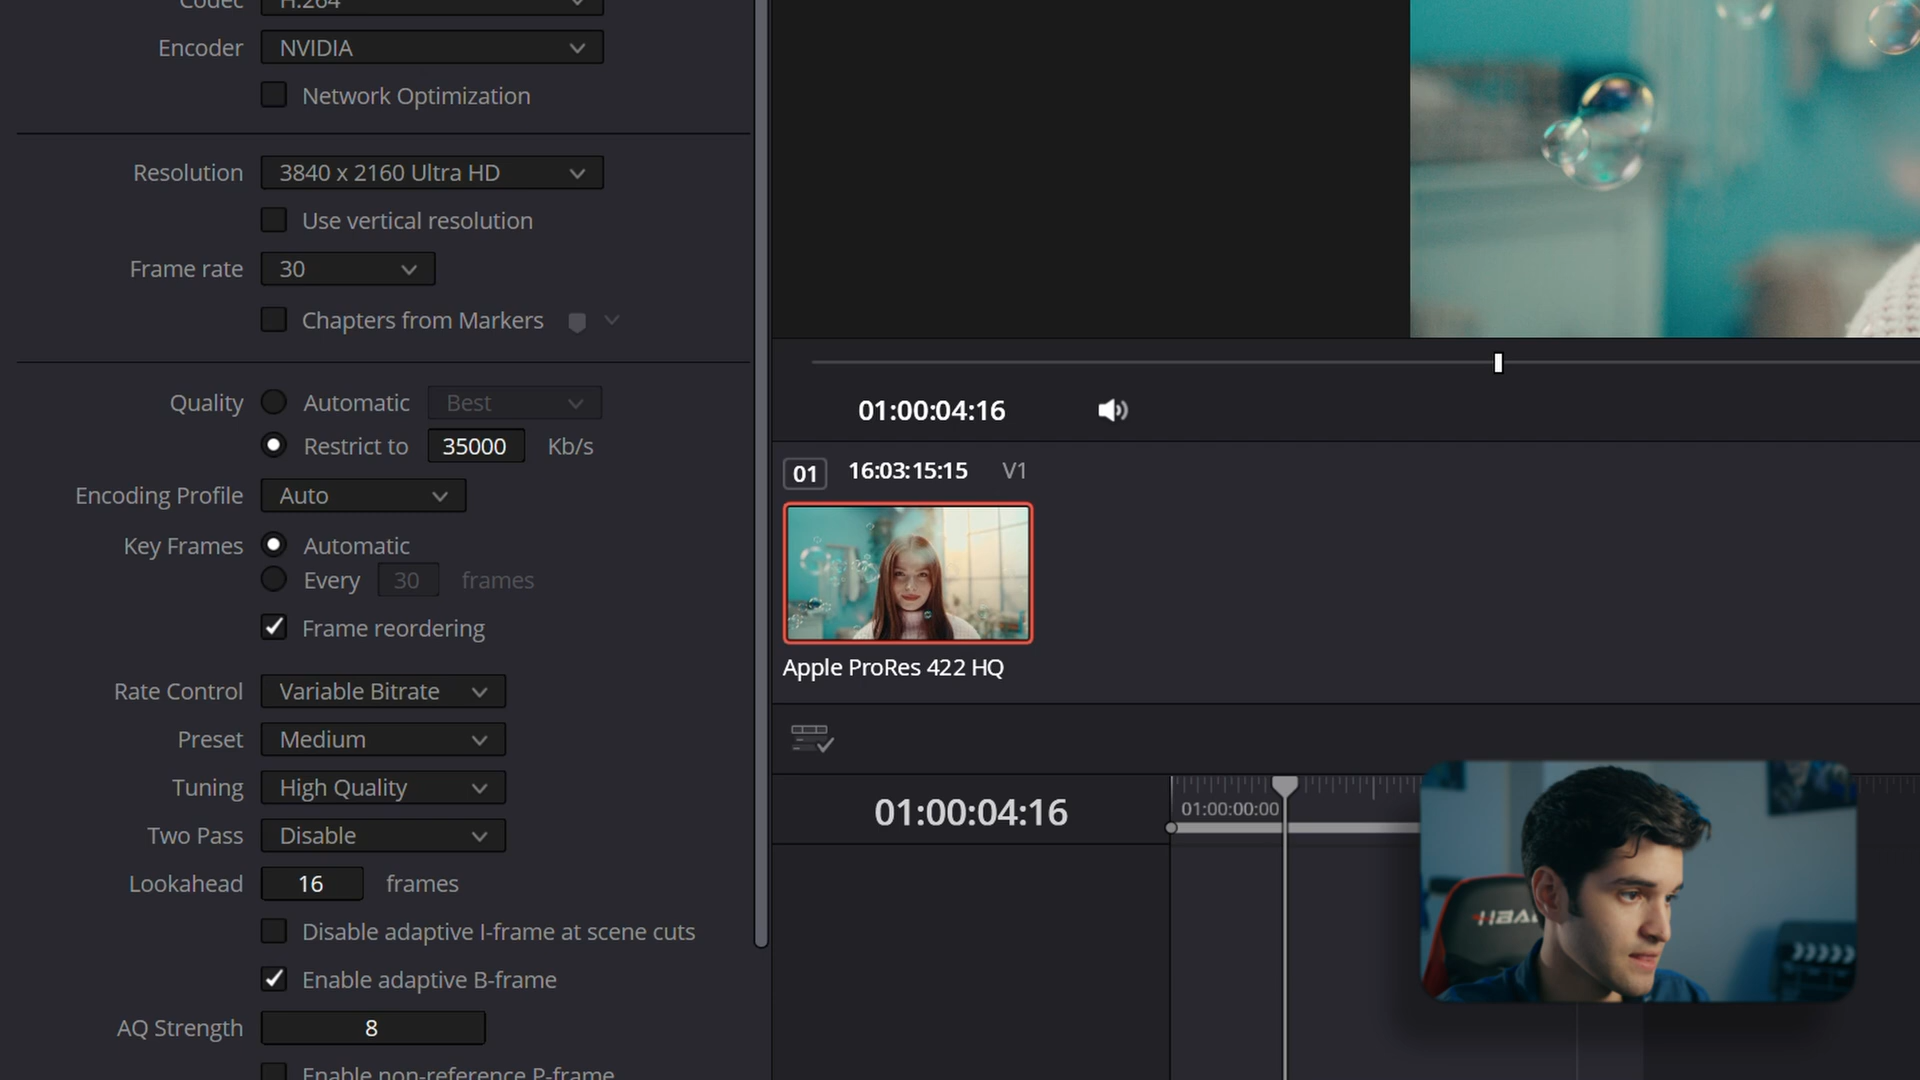 Codec H.264
Encoder NVIDIA
Network Optimization
Resolution 3840 x 2160 Ultra HD
Use vertical resolution
Frame rate 30
Chapters from Markers
Quality Automatic Best
Restrict to 35000 Kb/s
Encoding Profile Auto
Key Frames Automatic
Every 30 frames
Frame reordering
Rate Control Variable Bitrate
Preset Medium
Tuning High Quality
Two Pass Disable
Lookahead 16 frames
Disable adaptive I-frame at scene cuts
Enable adaptive B-frame
AQ Strength 8
Enable non-reference P-frame
01:00:04:16
01 16:03:15:15 V1
Apple ProRes 422 HQ
01:00:04:16
01:00:00:00